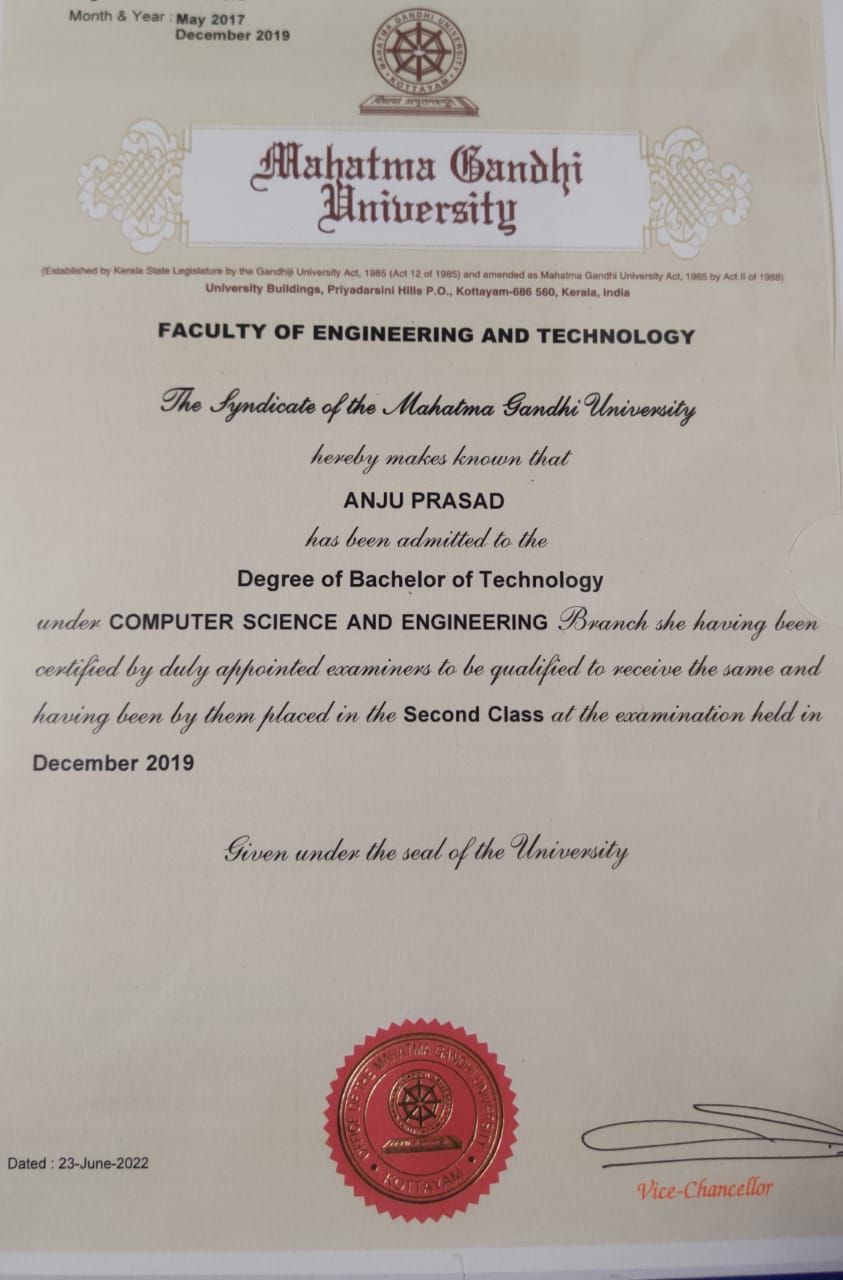 Month & Year : May 2017
December 2019
MAHATMA GANDHI UNIVERSITY
KOTTAYAM
Mahatma Gandhi
University
(Established by Kerala State Legislature by the Gandhiji University Act, 1985 (Act 12 of 1985) and amended as Mahatma Gandhi University Act, 1985 by Act II of 1988)
University Buildings, Priyadarsini Hills P.O., Kottayam-686 560, Kerala, India
FACULTY OF ENGINEERING AND TECHNOLOGY
The Syndicate of the Mahatma Gandhi University
hereby makes known that
ANJU PRASAD
has been admitted to the
Degree of Bachelor of Technology
under COMPUTER SCIENCE AND ENGINEERING Branch she having been
certified by duly appointed examiners to be qualified to receive the same and
having been by them placed in the Second Class at the examination held in
December 2019
Given under the seal of the University
OFFICE OF THE MAHATMA GANDHI UNIVERSITY
KOTTAYAM
Dated : 23-June-2022
Vice-Chancellor